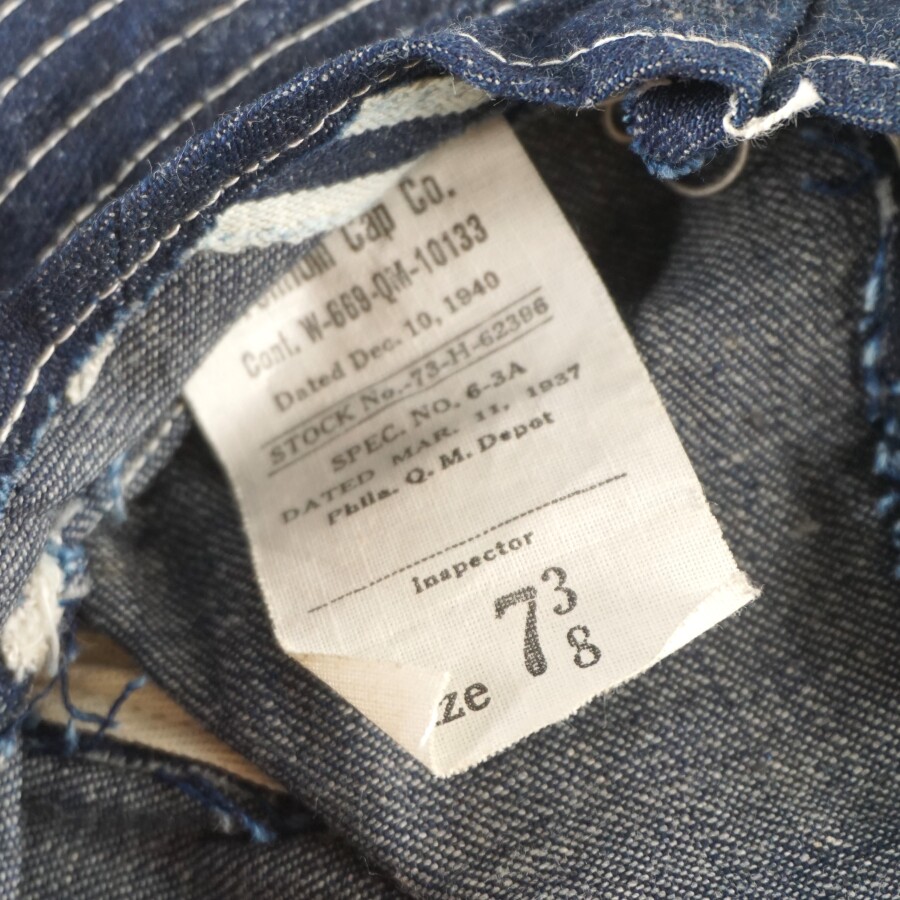 Cap Co.
Cont. W-669-QM-10133
Dated Dec. 10, 1940
STOCK No.-73-H-62396
SPEC. NO. 6-3A
DATED MAR. 11, 1937
Phila. Q. M. Depot
Inspector
ze 7 3/8